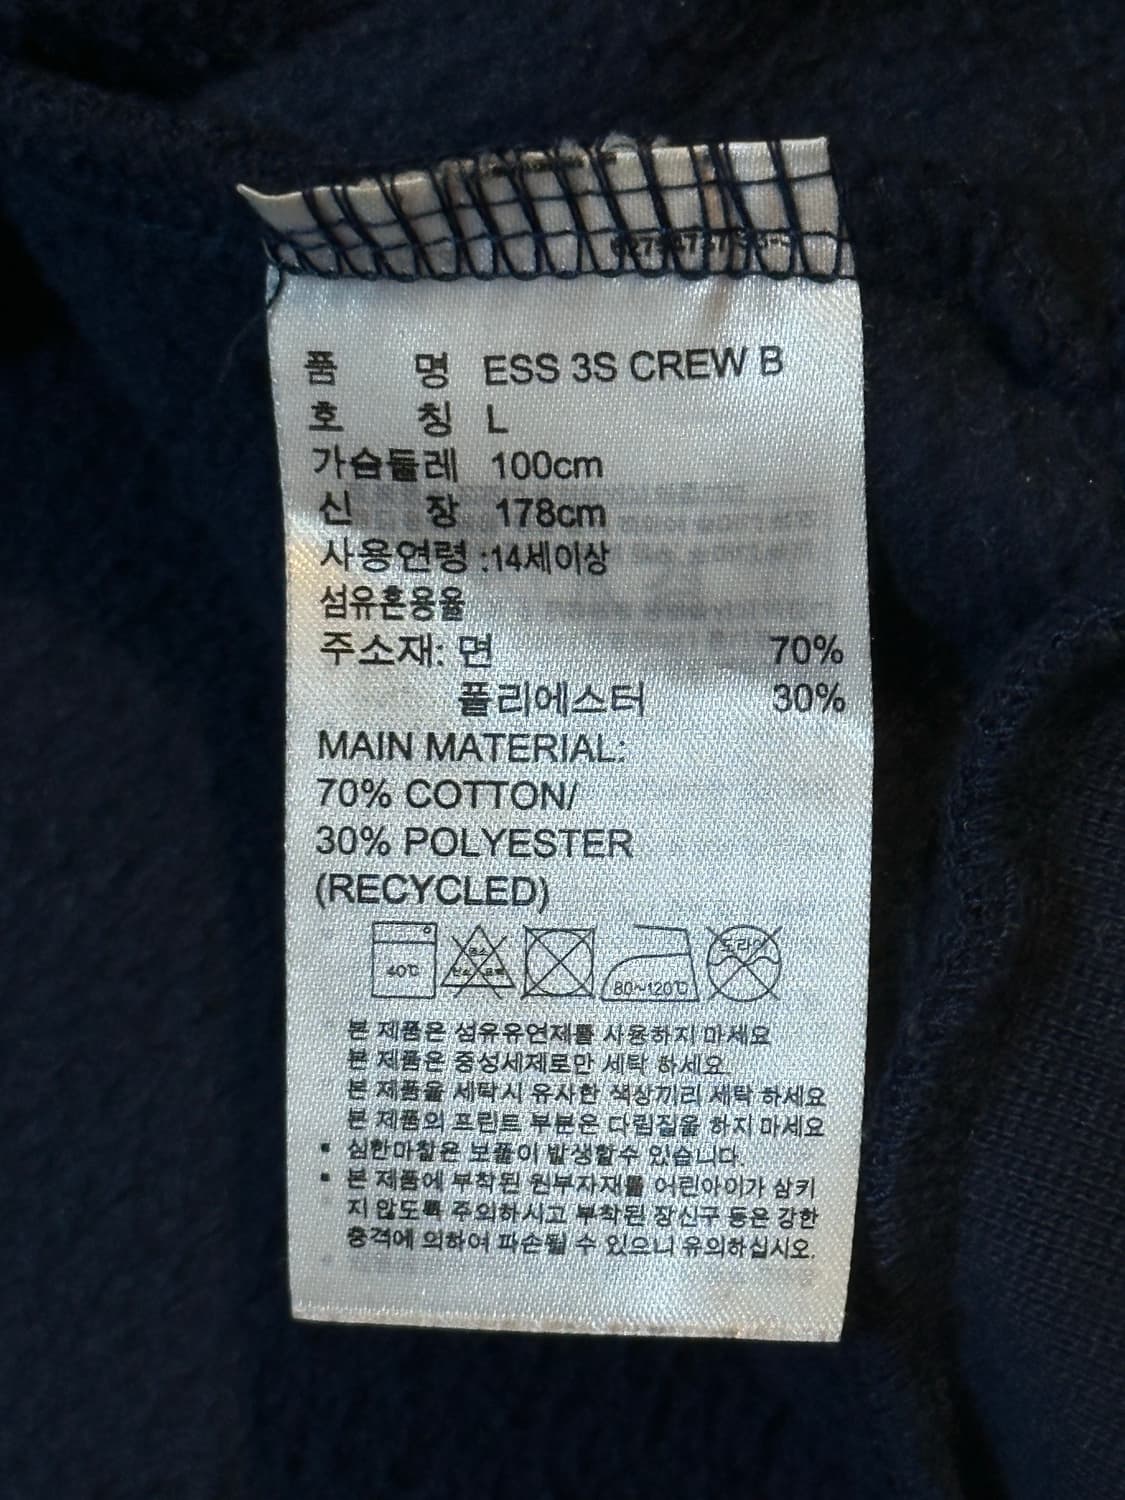 품 명 ESS 3S CREW B
호 칭 L
가슴둘레 100cm
신 장 178cm
사용연령 :14세이상
섬유혼용율
주소재: 면 70%
폴리에스터 30%
MAIN MATERIAL:
70% COTTON/
30% POLYESTER
(RECYCLED)
40℃ 80~120℃ 드라이
본 제품은 섬유유연제를 사용하지 마세요
본 제품은 중성세제로만 세탁 하세요
본 제품을 세탁시 유사한 색상끼리 세탁 하세요
본 제품의 프린트 부분은 다림질을 하지 마세요
• 심한마찰은 보풀이 발생할수 있습니다.
• 본 제품에 부착된 원부자재를 어린아이가 삼키
지 않도록 주의하시고 부착된 장신구 등은 강한
충격에 의하여 파손될 수 있으니 유의하십시오.